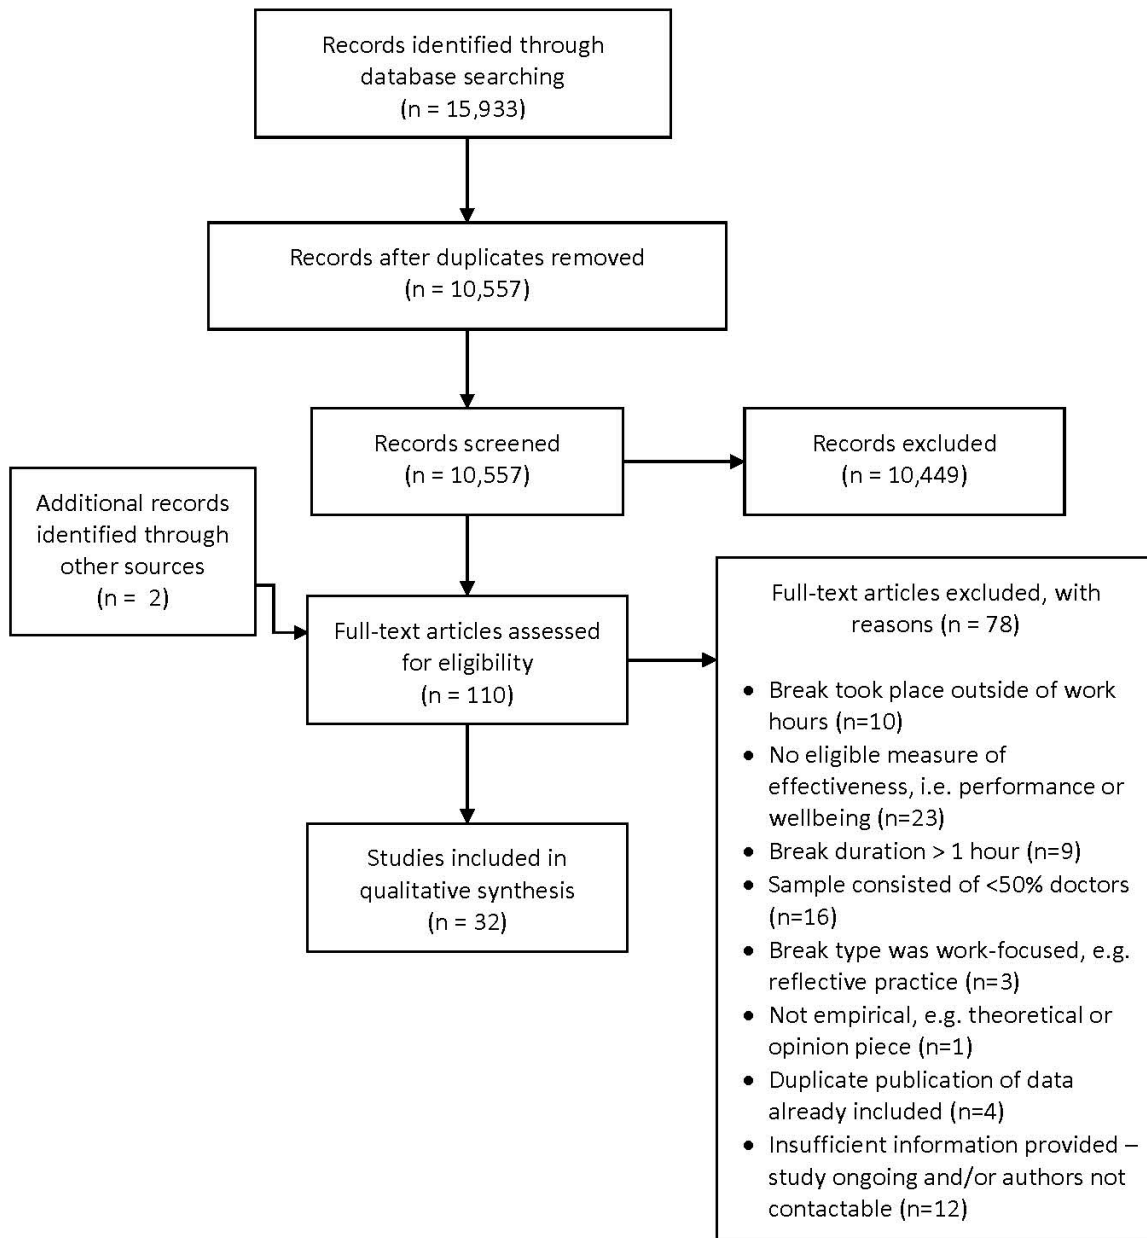 Records identified through
database searching
(n = 15,933)
Records after duplicates removed
(n = 10,557)
Records screened
(n = 10,557)
Records excluded
(n = 10,449)
Additional records
identified through
other sources
(n =  2)
Full-text articles assessed
for eligibility
(n = 110)
Full-text articles excluded, with
reasons (n = 78)
• Break took place outside of work
hours (n=10)
• No eligible measure of
effectiveness, i.e. performance or
wellbeing (n=23)
• Break duration > 1 hour (n=9)
• Sample consisted of <50% doctors
(n=16)
• Break type was work-focused, e.g.
reflective practice (n=3)
• Not empirical, e.g. theoretical or
opinion piece (n=1)
• Duplicate publication of data
already included (n=4)
• Insufficient information provided –
study ongoing and/or authors not
contactable (n=12)
Studies included in
qualitative synthesis
(n = 32)